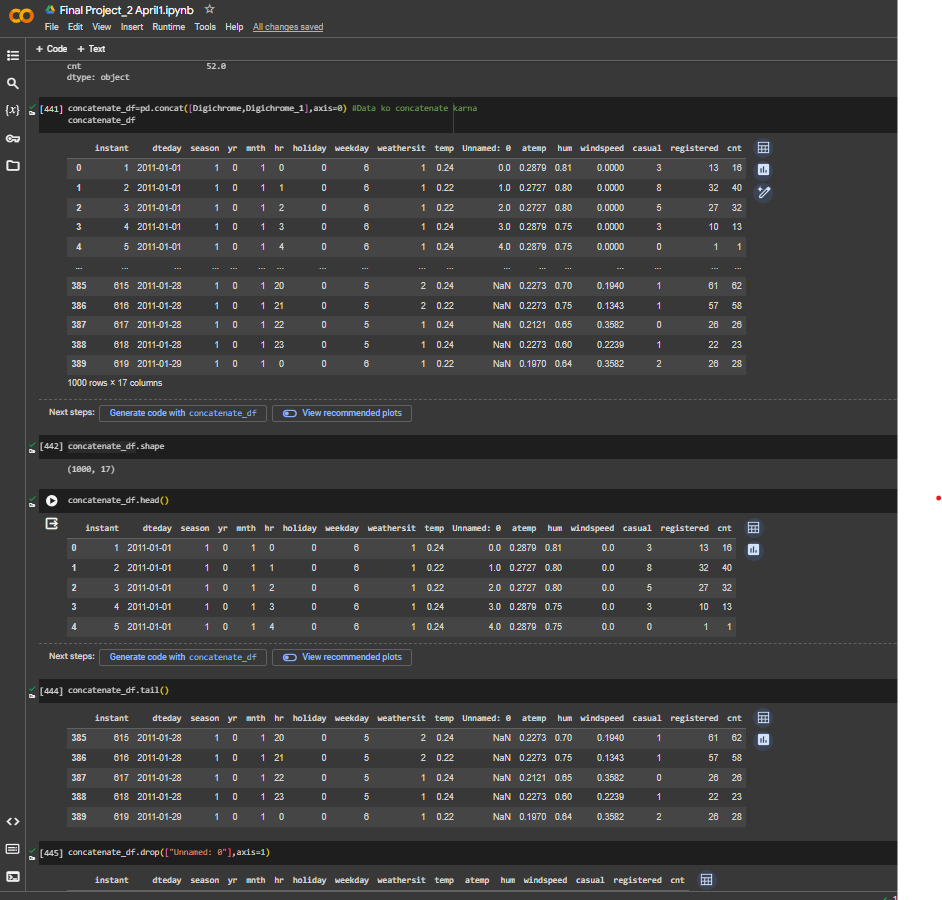 Final Project_2 April1.ipynb
File Edit View Insert Runtime Tools Help All changes saved
+ Code + Text
cnt 52.0
dtype: object
[441] concatenate_df=pd.concat([Digichrome,Digichrome_1],axis=0) #Data ko concatenate karna
concatenate_df
instant dteday season yr mnth hr holiday weekday weathersit temp Unnamed: 0 atemp hum windspeed casual registered cnt
0 1 2011-01-01 1 0 1 0 0 6 1 0.24 0.0 0.2879 0.81 0.0000 3 13 16
1 2 2011-01-01 1 0 1 1 0 6 1 0.22 1.0 0.2727 0.80 0.0000 8 32 40
2 3 2011-01-01 1 0 1 2 0 6 1 0.22 2.0 0.2727 0.80 0.0000 5 27 32
3 4 2011-01-01 1 0 1 3 0 6 1 0.24 3.0 0.2879 0.75 0.0000 3 10 13
4 5 2011-01-01 1 0 1 4 0 6 1 0.24 4.0 0.2879 0.75 0.0000 0 1 1
... ... ... ... ... ... ... ... ... ... ... ... ... ... ... ... ... ...
385 615 2011-01-28 1 0 1 20 0 5 2 0.24 NaN 0.2273 0.70 0.1940 1 61 62
386 616 2011-01-28 1 0 1 21 0 5 2 0.22 NaN 0.2273 0.75 0.1343 1 57 58
387 617 2011-01-28 1 0 1 22 0 5 1 0.24 NaN 0.2121 0.65 0.3582 0 26 26
388 618 2011-01-28 1 0 1 23 0 5 1 0.24 NaN 0.2273 0.60 0.2239 1 22 23
389 619 2011-01-29 1 0 1 0 0 6 1 0.22 NaN 0.1970 0.64 0.3582 2 26 28
1000 rows × 17 columns
Next steps: Generate code with concatenate_df View recommended plots
[442] concatenate_df.shape
(1000, 17)
concatenate_df.head()
instant dteday season yr mnth hr holiday weekday weathersit temp Unnamed: 0 atemp hum windspeed casual registered cnt
0 1 2011-01-01 1 0 1 0 0 6 1 0.24 0.0 0.2879 0.81 0.0 3 13 16
1 2 2011-01-01 1 0 1 1 0 6 1 0.22 1.0 0.2727 0.80 0.0 8 32 40
2 3 2011-01-01 1 0 1 2 0 6 1 0.22 2.0 0.2727 0.80 0.0 5 27 32
3 4 2011-01-01 1 0 1 3 0 6 1 0.24 3.0 0.2879 0.75 0.0 3 10 13
4 5 2011-01-01 1 0 1 4 0 6 1 0.24 4.0 0.2879 0.75 0.0 0 1 1
Next steps: Generate code with concatenate_df View recommended plots
[444] concatenate_df.tail()
instant dteday season yr mnth hr holiday weekday weathersit temp Unnamed: 0 atemp hum windspeed casual registered cnt
385 615 2011-01-28 1 0 1 20 0 5 2 0.24 NaN 0.2273 0.70 0.1940 1 61 62
386 616 2011-01-28 1 0 1 21 0 5 2 0.22 NaN 0.2273 0.75 0.1343 1 57 58
387 617 2011-01-28 1 0 1 22 0 5 1 0.24 NaN 0.2121 0.65 0.3582 0 26 26
388 618 2011-01-28 1 0 1 23 0 5 1 0.24 NaN 0.2273 0.60 0.2239 1 22 23
389 619 2011-01-29 1 0 1 0 0 6 1 0.22 NaN 0.1970 0.64 0.3582 2 26 28
[445] concatenate_df.drop(["Unnamed: 0"],axis=1)
instant dteday season yr mnth hr holiday weekday weathersit temp atemp hum windspeed casual registered cnt